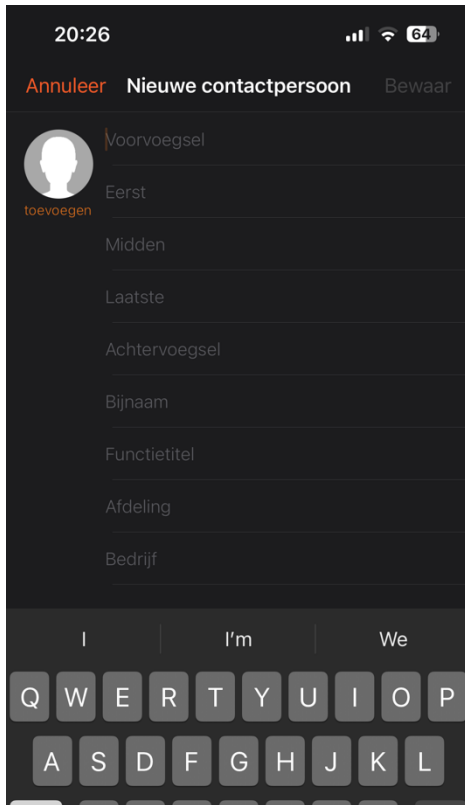 20:26 64
Annuleer Nieuwe contactpersoon Bewaar
Voorvoegsel
Eerst
toevoegen
Midden
Laatste
Achtervoegsel
Bijnaam
Functietitel
Afdeling
Bedrijf
I I'm We
Q W E R T Y U I O P
A S D F G H J K L